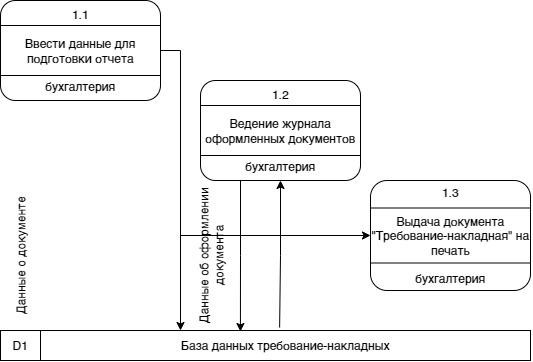 1.1
Ввести данные для
подготовки отчета
бухгалтерия
1.2
Ведение журнала
оформленных документов
бухгалтерия
1.3
Выдача документа
"Требование-накладная" на
печать
бухгалтерия
Данные о документе
Данные об оформлении
документа
D1
База данных требование-накладных